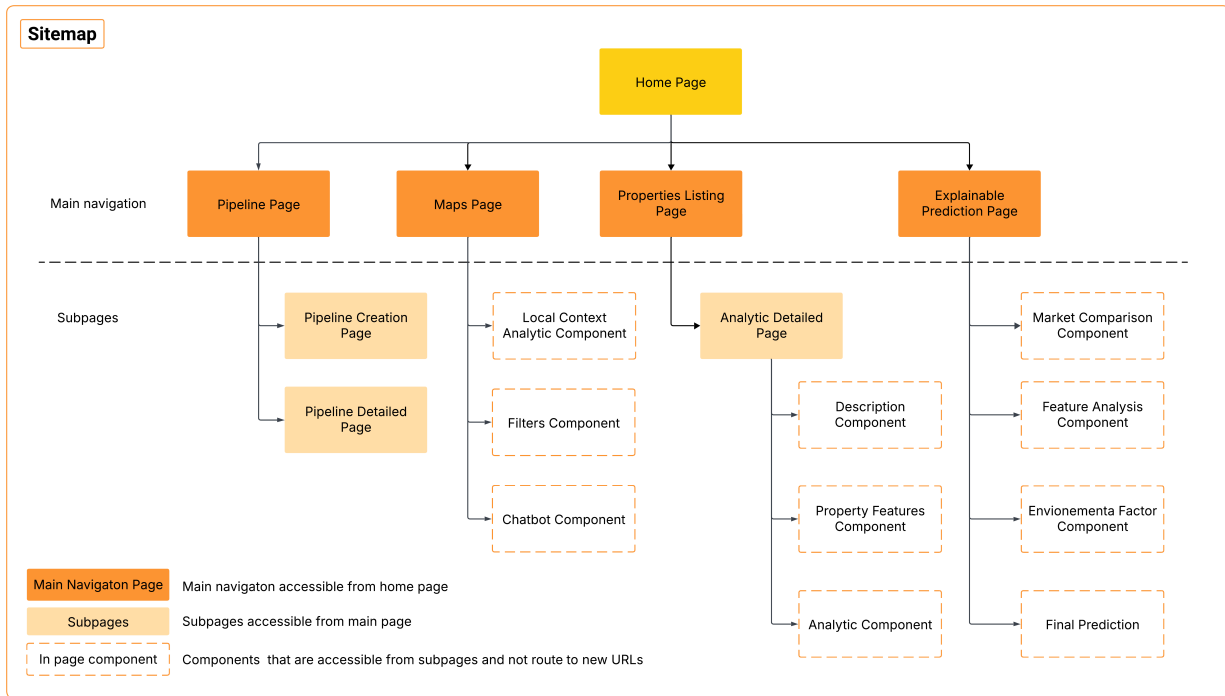 Sitemap
Home Page
Main navigation
Pipeline Page
Maps Page
Properties Listing
Page
Explainable
Prediction Page
Subpages
Pipeline Creation
Page
Local Context
Analytic Component
Analytic Detailed
Page
Market Comparison
Component
Pipeline Detailed
Page
Filters Component
Description
Component
Feature Analysis
Component
Chatbot Component
Property Features
Component
Envionementa Factor
Component
Analytic Component
Final Prediction
Main Navigaton Page
Main navigaton accessible from home page
Subpages
Subpages accessible from main page
In page component
Components that are accessible from subpages and not route to new URLs